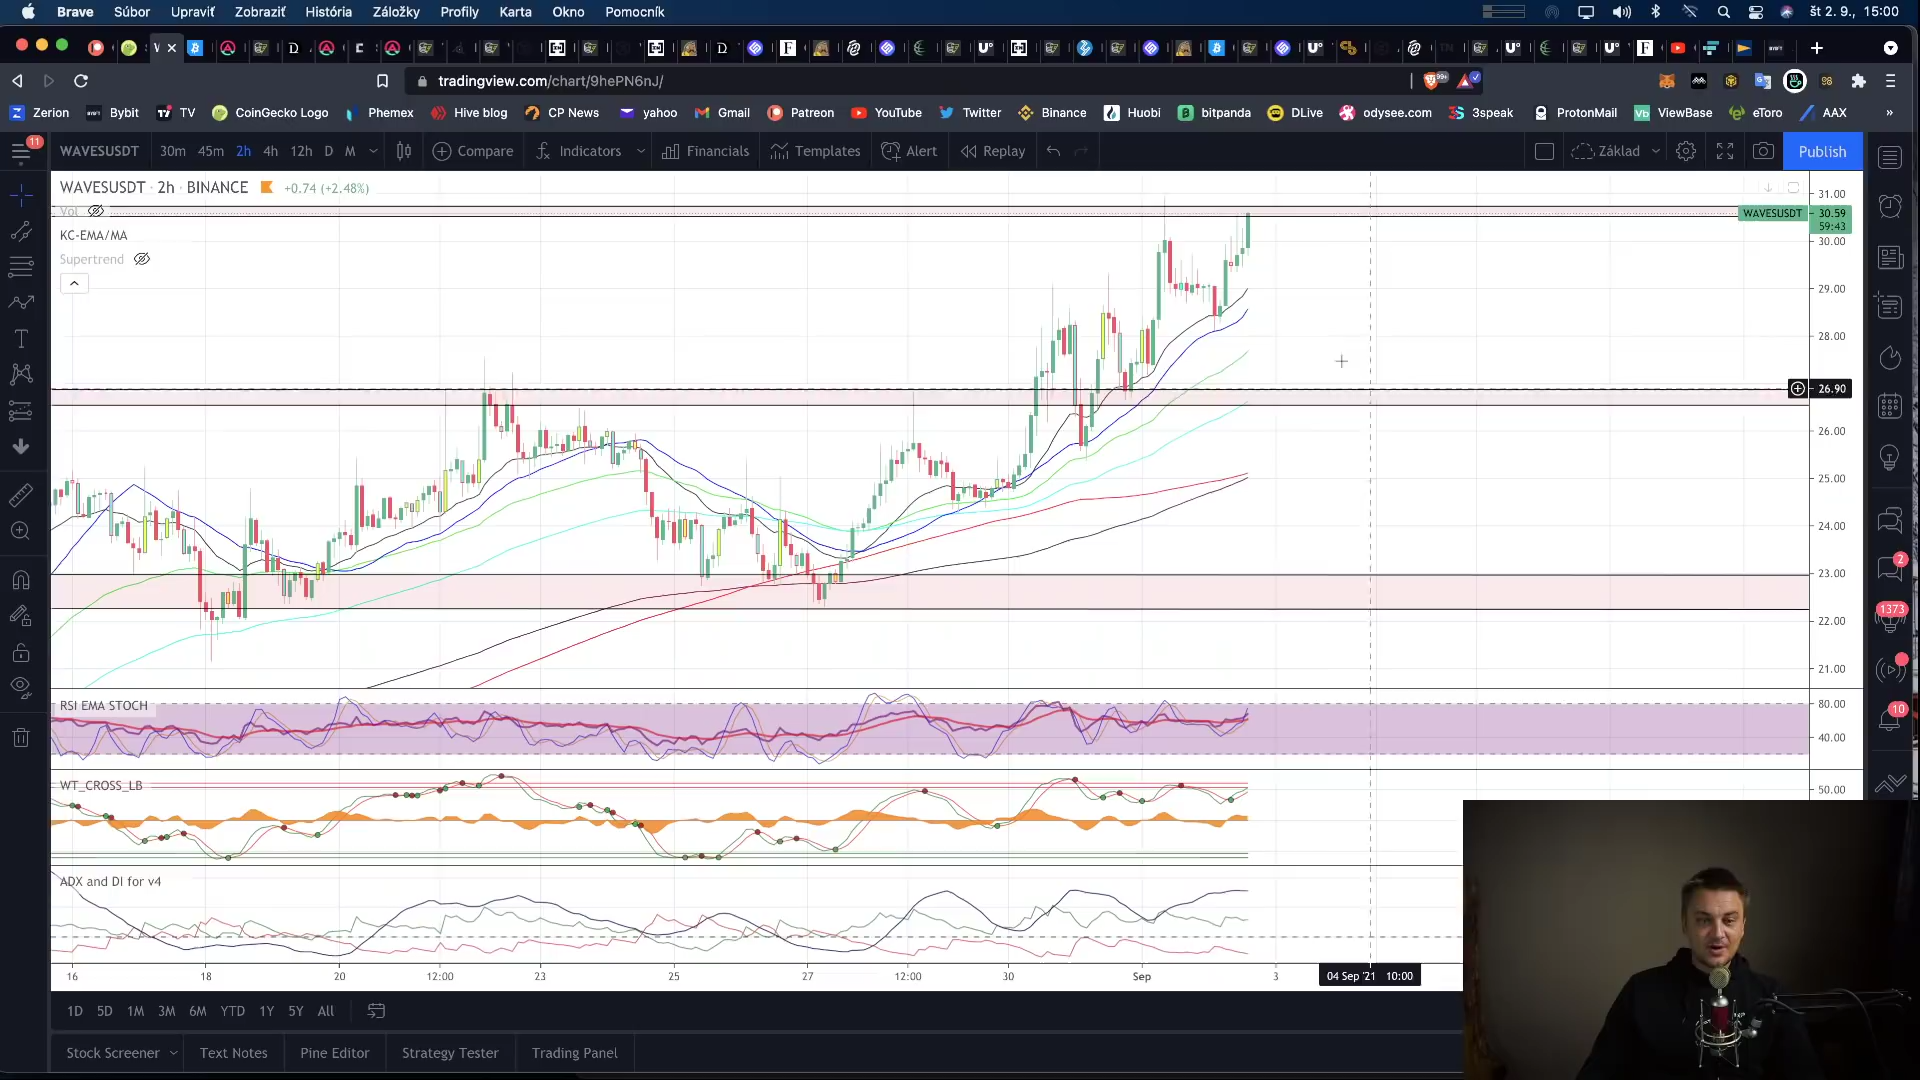 Brave Súbor Upraviť Zobraziť História Záložky Profily Karta Okno Pomocník št 2. 9., 15:00
tradingview.com/chart/9hePN6nJ/
Zerion Bybit TV CoinGecko Logo Phemex Hive blog CP News yahoo Gmail Patreon YouTube Twitter Binance Huobi bitpanda DLive odysee.com 3speak ProtonMail ViewBase eToro AAX »
11 WAVESUSDT 30m 45m 2h 4h 12h D M Compare Indicators Financials Templates Alert Replay Základ Publish
WAVESUSDT · 2h · BINANCE +0.74 (+2.48%)
Vol
KC-EMA/MA
Supertrend
31.00
WAVESUSDT 30.59
59:43
30.00
29.00
28.00
26.90
26.00
25.00
24.00
23.00
22.00
21.00
RSI EMA STOCH
80.00
40.00
WT_CROSS_LB
50.00
ADX and DI for v4
16 18 20 12:00 23 25 27 12:00 30 Sep 3 04 Sep '21 10:00
1D 5D 1M 3M 6M YTD 1Y 5Y All
Stock Screener Text Notes Pine Editor Strategy Tester Trading Panel
2
1373
10